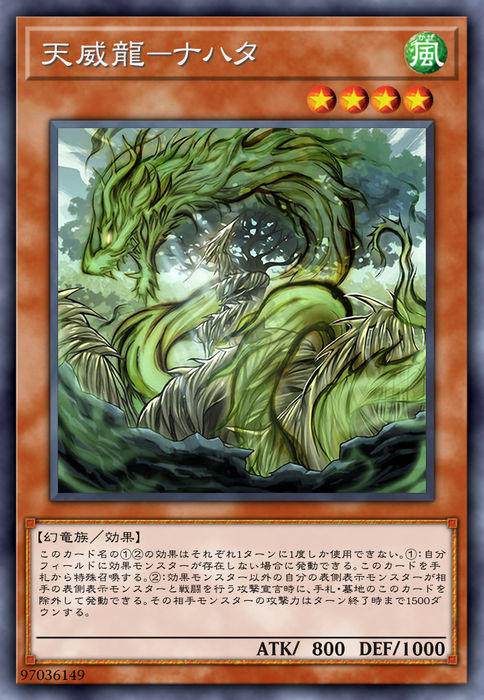 天威龍－ナハタ
かぜ
風
【幻竜族／効果】
このカード名の①②の効果はそれぞれ1ターンに1度しか使用できない。①：自分
フィールドに効果モンスターが存在しない場合に発動できる。このカードを手
札から特殊召喚する。②：効果モンスター以外の自分の表側表示モンスターが相手
の表側表示モンスターと戦闘を行う攻撃宣言時に、手札・墓地のこのカードを
除外して発動できる。その相手モンスターの攻撃力はターン終了時まで1500ダ
ウンする。
ATK/ 800 DEF/1000
97036149